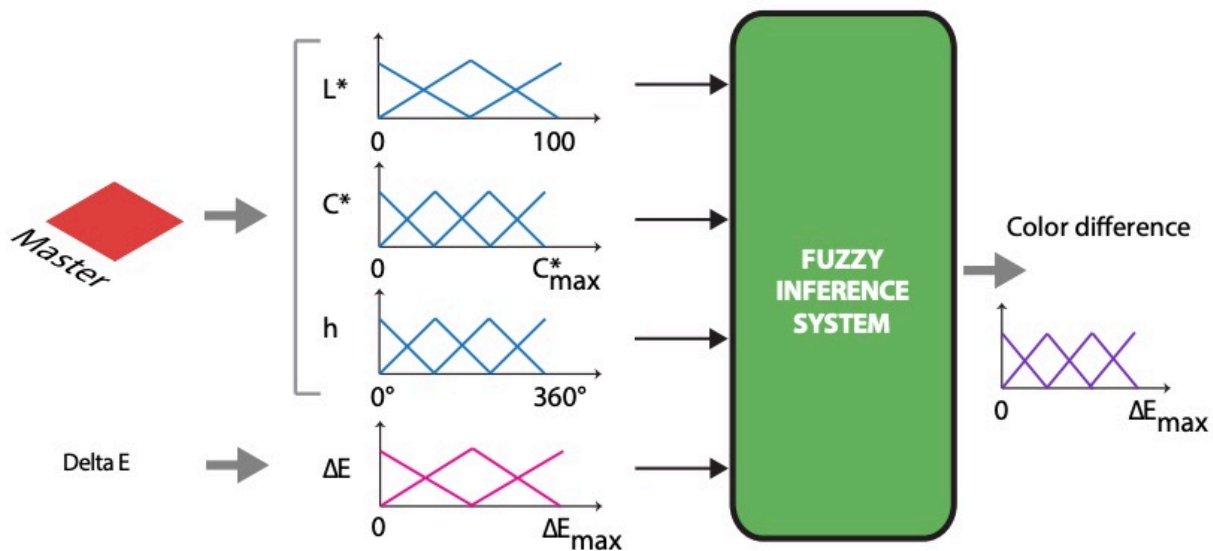 L*
0 100
Master
C*
0 C*max
h
0° 360°
Delta E
ΔE
0 ΔEmax
FUZZY
INFERENCE
SYSTEM
Color difference
0 ΔEmax